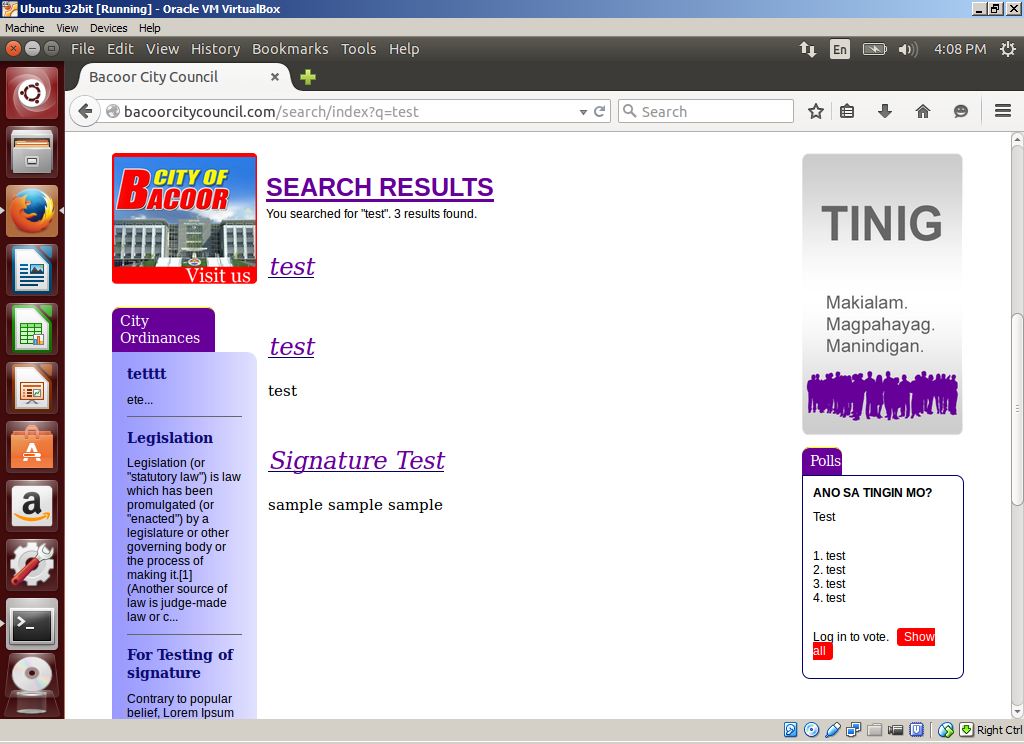 Ubuntu 32bit [Running] - Oracle VM VirtualBox
Machine View Devices Help
File Edit View History Bookmarks Tools Help
En
4:08 PM
Bacoor City Council
bacoorcitycouncil.com/search/index?q=test
Search
CITY OF
BACOOR
Visit us
City
Ordinances
tetttt
ete...
Legislation
Legislation (or
"statutory law") is law
which has been
promulgated (or
"enacted") by a
legislature or other
governing body or
the process of
making it.[1]
(Another source of
law is judge-made
law or c...
For Testing of
signature
Contrary to popular
belief, Lorem Ipsum
SEARCH RESULTS
You searched for "test". 3 results found.
test
test
test
Signature Test
sample sample sample
TINIG
Makialam.
Magpahayag.
Manindigan.
Polls
ANO SA TINGIN MO?
Test
1. test
2. test
3. test
4. test
Log in to vote. Show
all
Right Ctrl